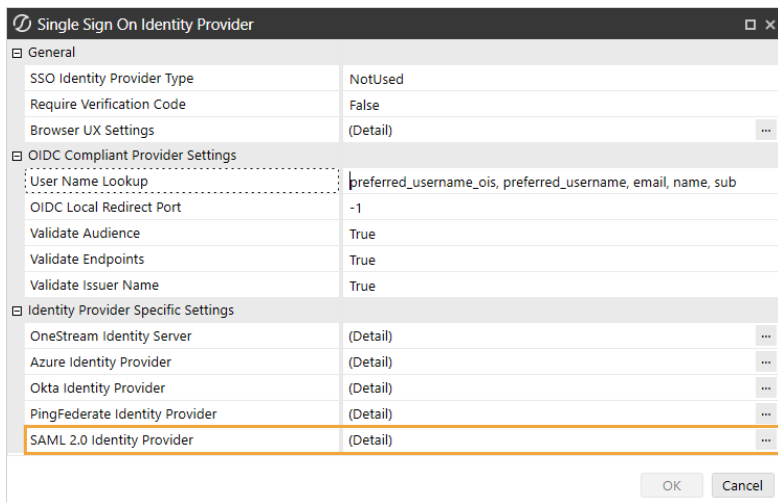 Single Sign On Identity Provider
General
SSO Identity Provider Type NotUsed
Require Verification Code False
Browser UX Settings (Detail) ...
OIDC Compliant Provider Settings
User Name Lookup preferred_username_ois, preferred_username, email, name, sub
OIDC Local Redirect Port -1
Validate Audience True
Validate Endpoints True
Validate Issuer Name True
Identity Provider Specific Settings
OneStream Identity Server (Detail) ...
Azure Identity Provider (Detail) ...
Okta Identity Provider (Detail) ...
PingFederate Identity Provider (Detail) ...
SAML 2.0 Identity Provider (Detail) ...
OK Cancel